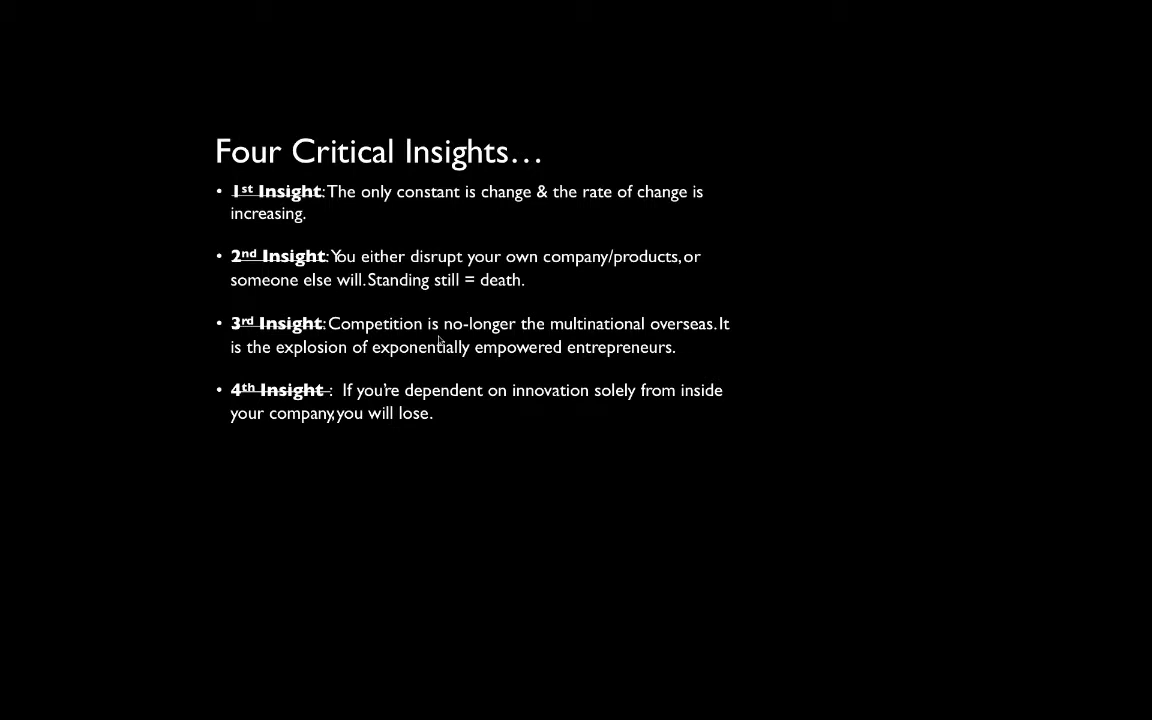 Four Critical Insights…
• 1st Insight: The only constant is change & the rate of change is
increasing.
• 2nd Insight: You either disrupt your own company/products, or
someone else will. Standing still = death.
• 3rd Insight: Competition is no-longer the multinational overseas. It
is the explosion of exponentially empowered entrepreneurs.
• 4th Insight : If you're dependent on innovation solely from inside
your company, you will lose.